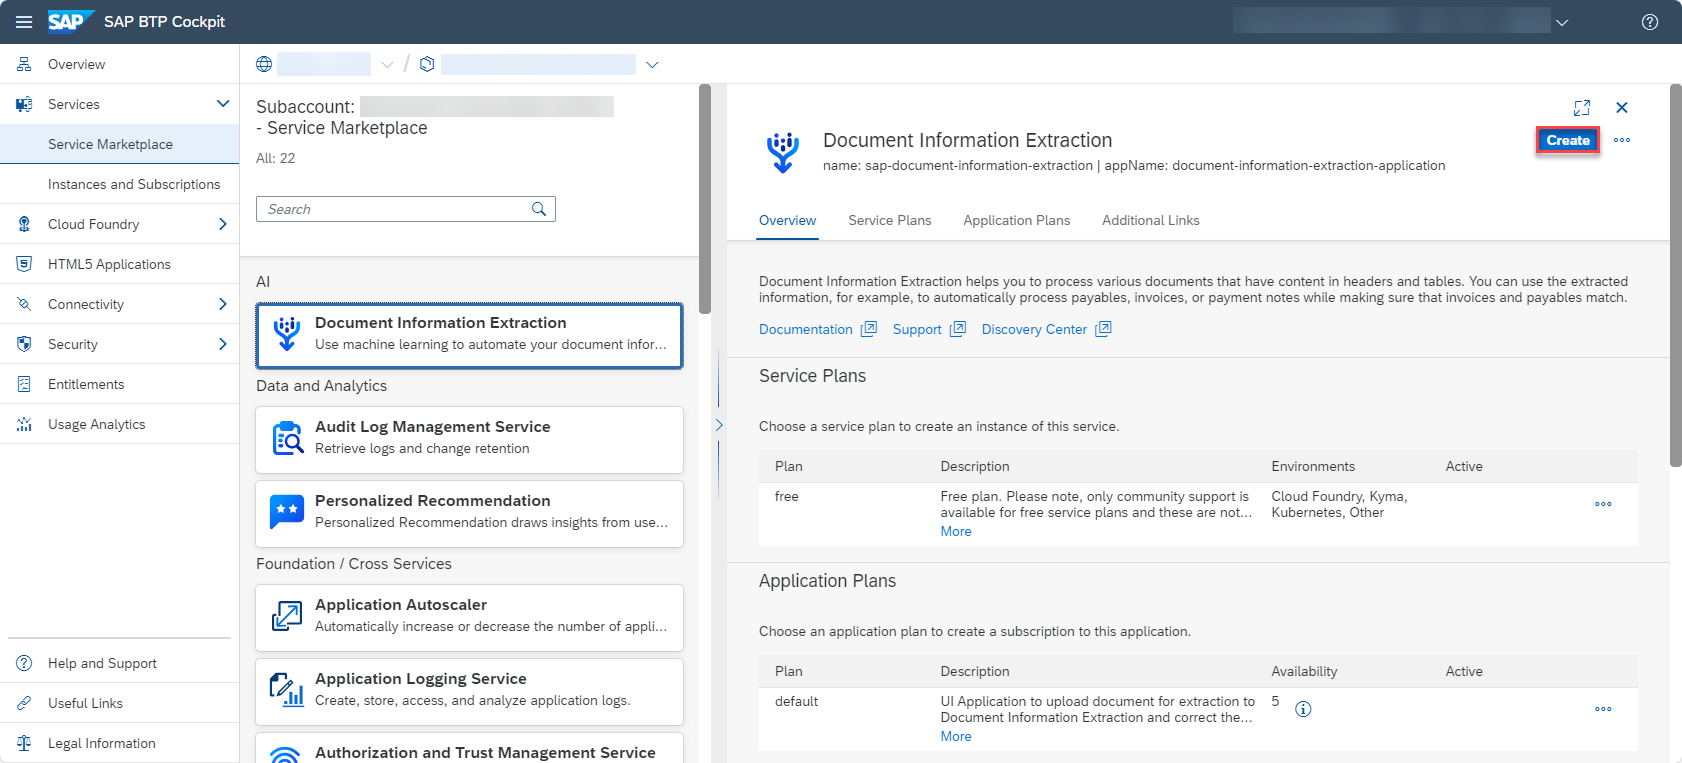 SAP SAP BTP Cockpit
Overview
Services
Service Marketplace
Instances and Subscriptions
Cloud Foundry
HTML5 Applications
Connectivity
Security
Entitlements
Usage Analytics
Help and Support
Useful Links
Legal Information
/
Subaccount:
- Service Marketplace
All: 22
Search
AI
Document Information Extraction
Use machine learning to automate your document infor...
Data and Analytics
Audit Log Management Service
Retrieve logs and change retention
Personalized Recommendation
Personalized Recommendation draws insights from use...
Foundation / Cross Services
Application Autoscaler
Automatically increase or decrease the number of appli...
Application Logging Service
Create, store, access, and analyze application logs.
Authorization and Trust Management Service
Document Information Extraction
name: sap-document-information-extraction | appName: document-information-extraction-application
Create
Overview Service Plans Application Plans Additional Links
Document Information Extraction helps you to process various documents that have content in headers and tables. You can use the extracted
information, for example, to automatically process payables, invoices, or payment notes while making sure that invoices and payables match.
Documentation Support Discovery Center
Service Plans
Choose a service plan to create an instance of this service.
Plan Description Environments Active
free Free plan. Please note, only community support is Cloud Foundry, Kyma,
available for free service plans and these are not... Kubernetes, Other
More
Application Plans
Choose an application plan to create a subscription to this application.
Plan Description Availability Active
default UI Application to upload document for extraction to 5
Document Information Extraction and correct the...
More